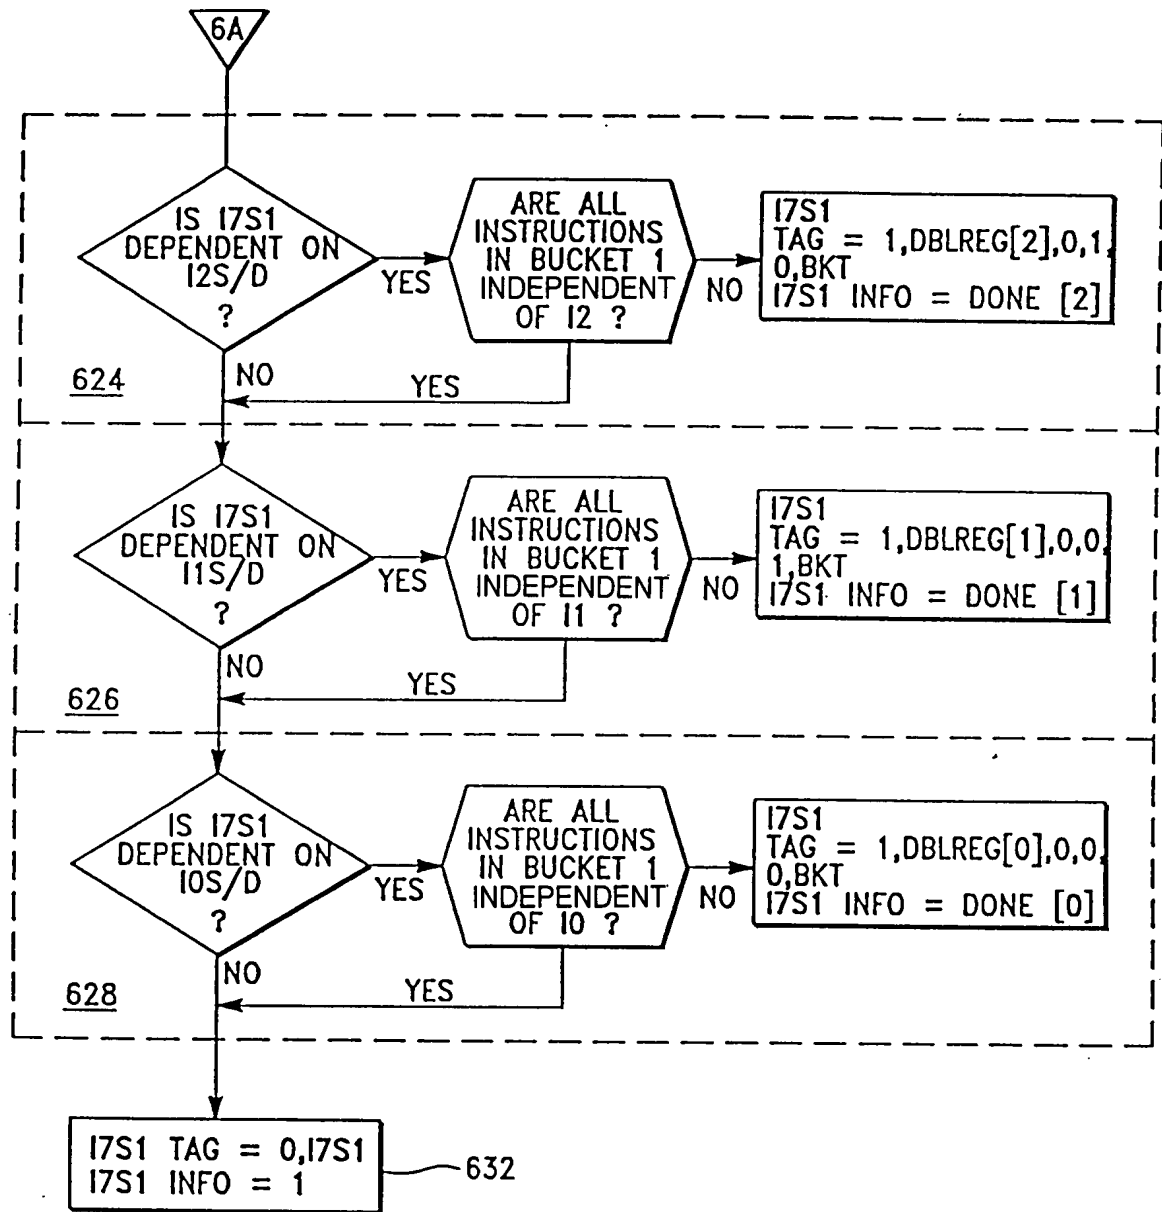 6A
IS I7S1
DEPENDENT ON
I2S/D
?
YES
NO
ARE ALL
INSTRUCTIONS
IN BUCKET 1
INDEPENDENT
OF I2 ?
YES
NO
I7S1
TAG = 1,DBLREG[2],0,1,
0,BKT
I7S1 INFO = DONE [2]
624
IS I7S1
DEPENDENT ON
I1S/D
?
YES
NO
ARE ALL
INSTRUCTIONS
IN BUCKET 1
INDEPENDENT
OF I1 ?
YES
NO
I7S1
TAG = 1,DBLREG[1],0,0,
1,BKT
I7S1 INFO = DONE [1]
626
IS I7S1
DEPENDENT ON
I0S/D
?
YES
NO
ARE ALL
INSTRUCTIONS
IN BUCKET 1
INDEPENDENT
OF I0 ?
YES
NO
I7S1
TAG = 1,DBLREG[0],0,0,
0,BKT
I7S1 INFO = DONE [0]
628
I7S1 TAG = 0,I7S1
I7S1 INFO = 1
632